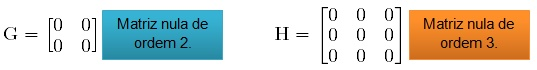 G = [0 0
0 0] Matriz nula de
ordem 2.
H = [0 0 0
0 0 0
0 0 0] Matriz nula de
ordem 3.